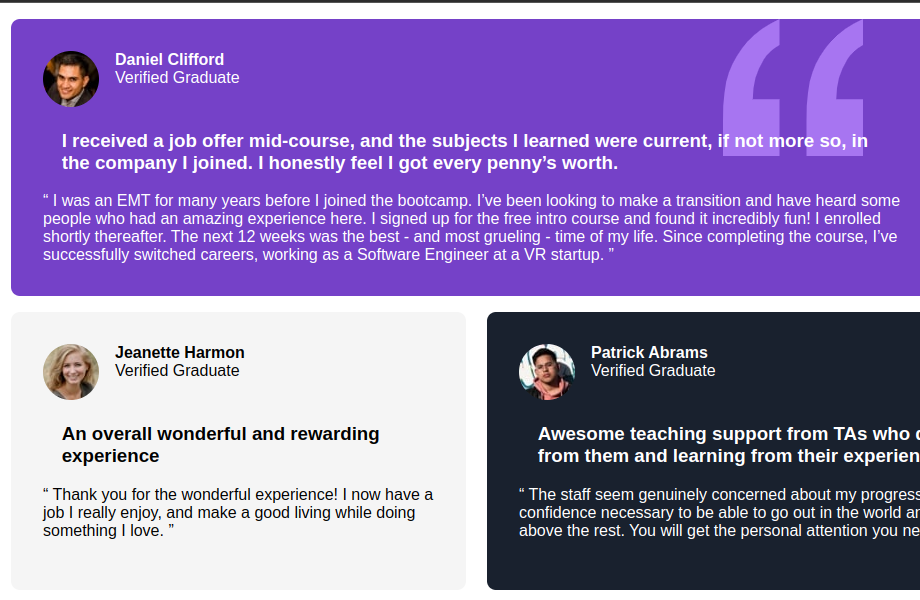 Daniel Clifford
Verified Graduate
I received a job offer mid-course, and the subjects I learned were current, if not more so, in
the company I joined. I honestly feel I got every penny’s worth.
“ I was an EMT for many years before I joined the bootcamp. I’ve been looking to make a transition and have heard some
people who had an amazing experience here. I signed up for the free intro course and found it incredibly fun! I enrolled
shortly thereafter. The next 12 weeks was the best - and most grueling - time of my life. Since completing the course, I’ve
successfully switched careers, working as a Software Engineer at a VR startup. ”
Jeanette Harmon
Verified Graduate
An overall wonderful and rewarding
experience
“ Thank you for the wonderful experience! I now have a
job I really enjoy, and make a good living while doing
something I love. ”
Patrick Abrams
Verified Graduate
Awesome teaching support from TAs who
from them and learning from their
“ The staff seem genuinely concerned about my progress
confidence necessary to be able to go out in the world
above the rest. You will get the personal attention you